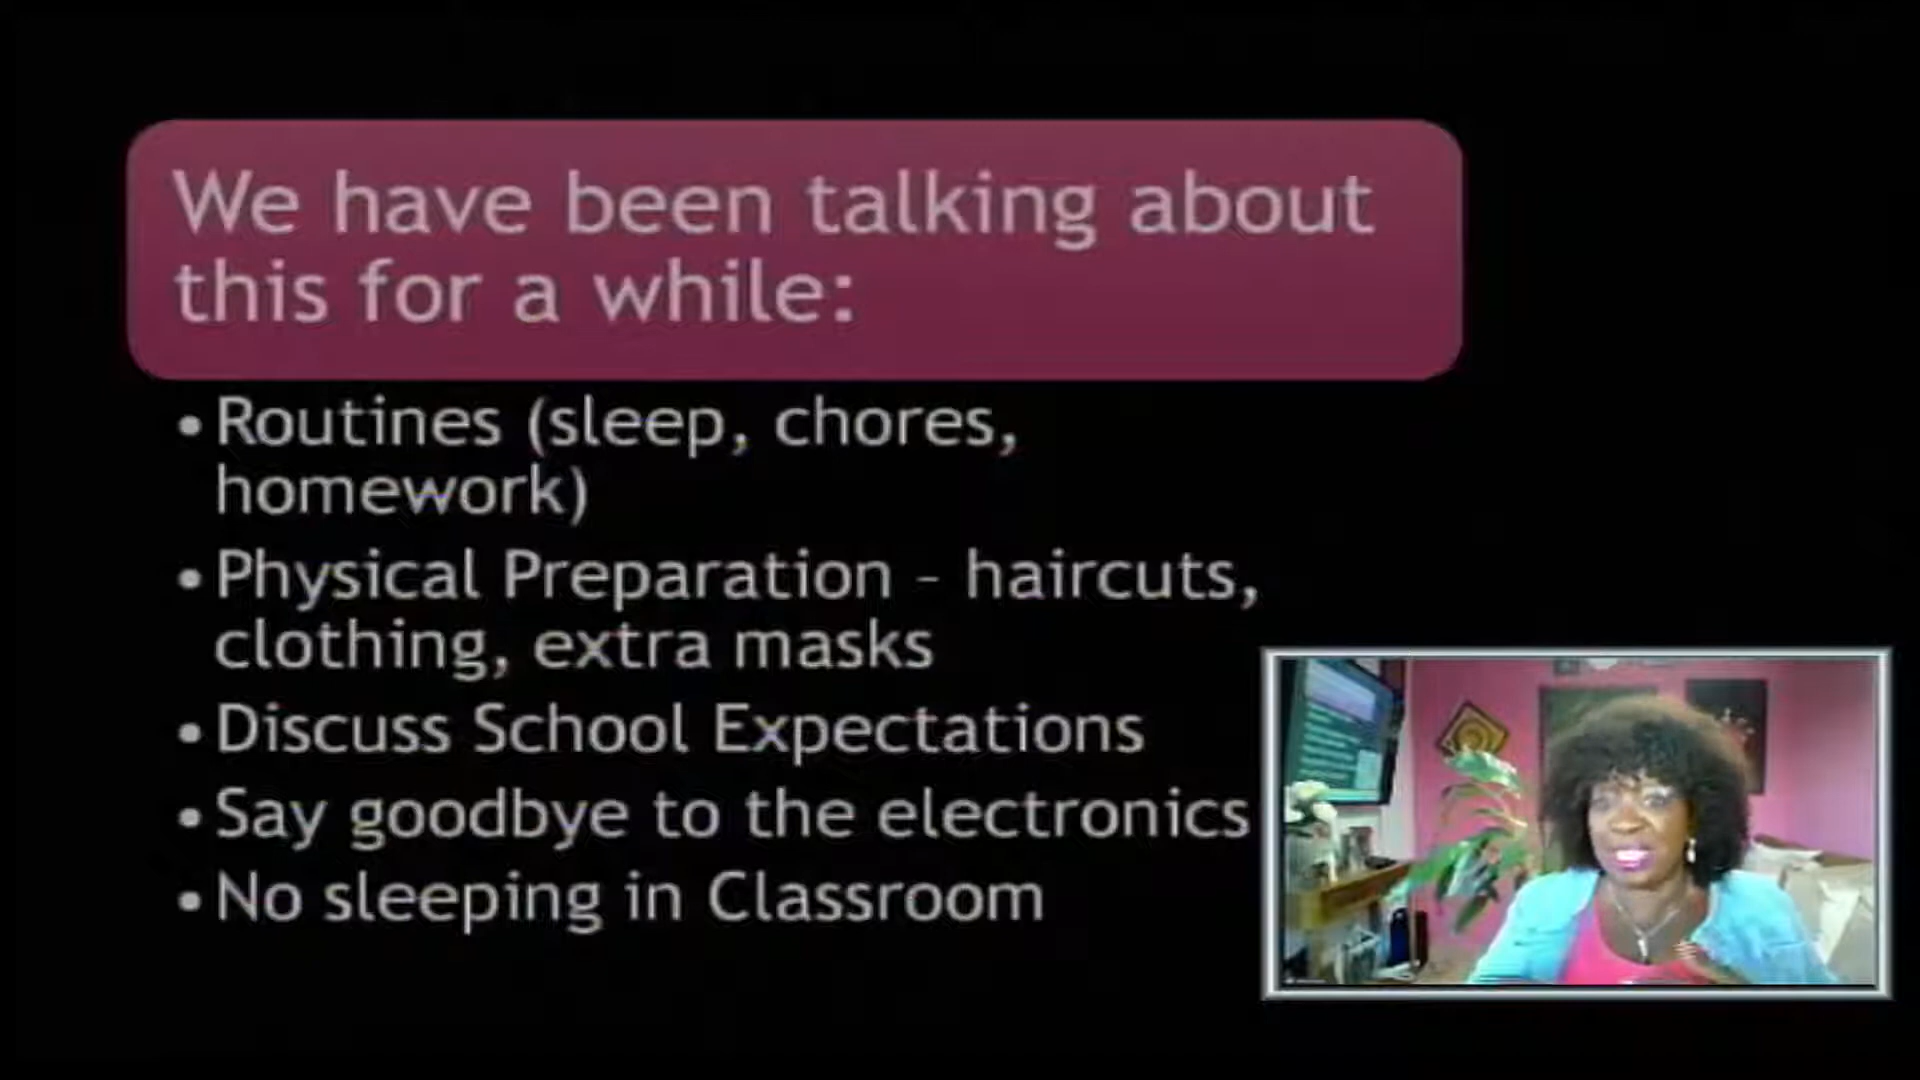 We have been talking about
this for a while:
•Routines (sleep, chores,
homework)
•Physical Preparation – haircuts,
clothing, extra masks
•Discuss School Expectations
•Say goodbye to the electronics
•No sleeping in Classroom